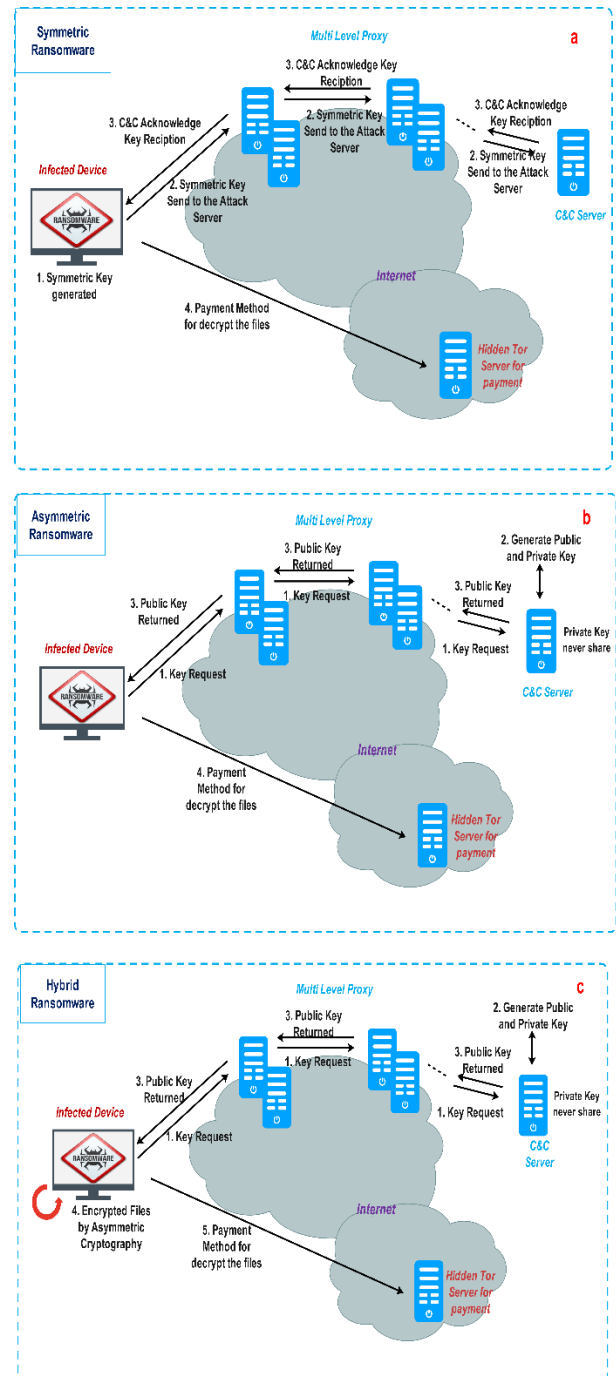 Symmetric
Ransomware
a
Multi Level Proxy
3. C&C Acknowledge Key
Reciption
2. Symmetric Key
Send to the Attack
Server
3. C&C Acknowledge
Key Reciption
3. C&C Acknowledge
Key Reciption
2. Symmetric Key
Send to the Attack
Server
Infected Device
2. Symmetric Key
Send to the Attack
Server
C&C Server
RANSOMWARE
1. Symmetric Key
generated
Internet
4. Payment Method
for decrypt the files
Hidden Tor
Server for
payment
Asymmetric
Ransomware
b
Multi Level Proxy
2. Generate Public
and Private Key
3. Public Key
Returned
1. Key Request
3. Public Key
Returned
3. Public Key
Returned
1. Key Request
Private Key
never share
Infected Device
1. Key Request
C&C Server
RANSOMWARE
Internet
4. Payment
Method for
decrypt the files
Hidden Tor
Server for
payment
Hybrid
Ransomware
c
Multi Level Proxy
2. Generate Public
and Private Key
3. Public Key
Returned
1. Key Request
3. Public Key
Returned
3. Public Key
Returned
1. Key Request
Private Key
never share
Infected Device
1. Key Request
C&C
Server
RANSOMWARE
4. Encrypted Files
by Asymmetric
Cryptography
Internet
5. Payment
Method for
decrypt the files
Hidden Tor
Server for
payment